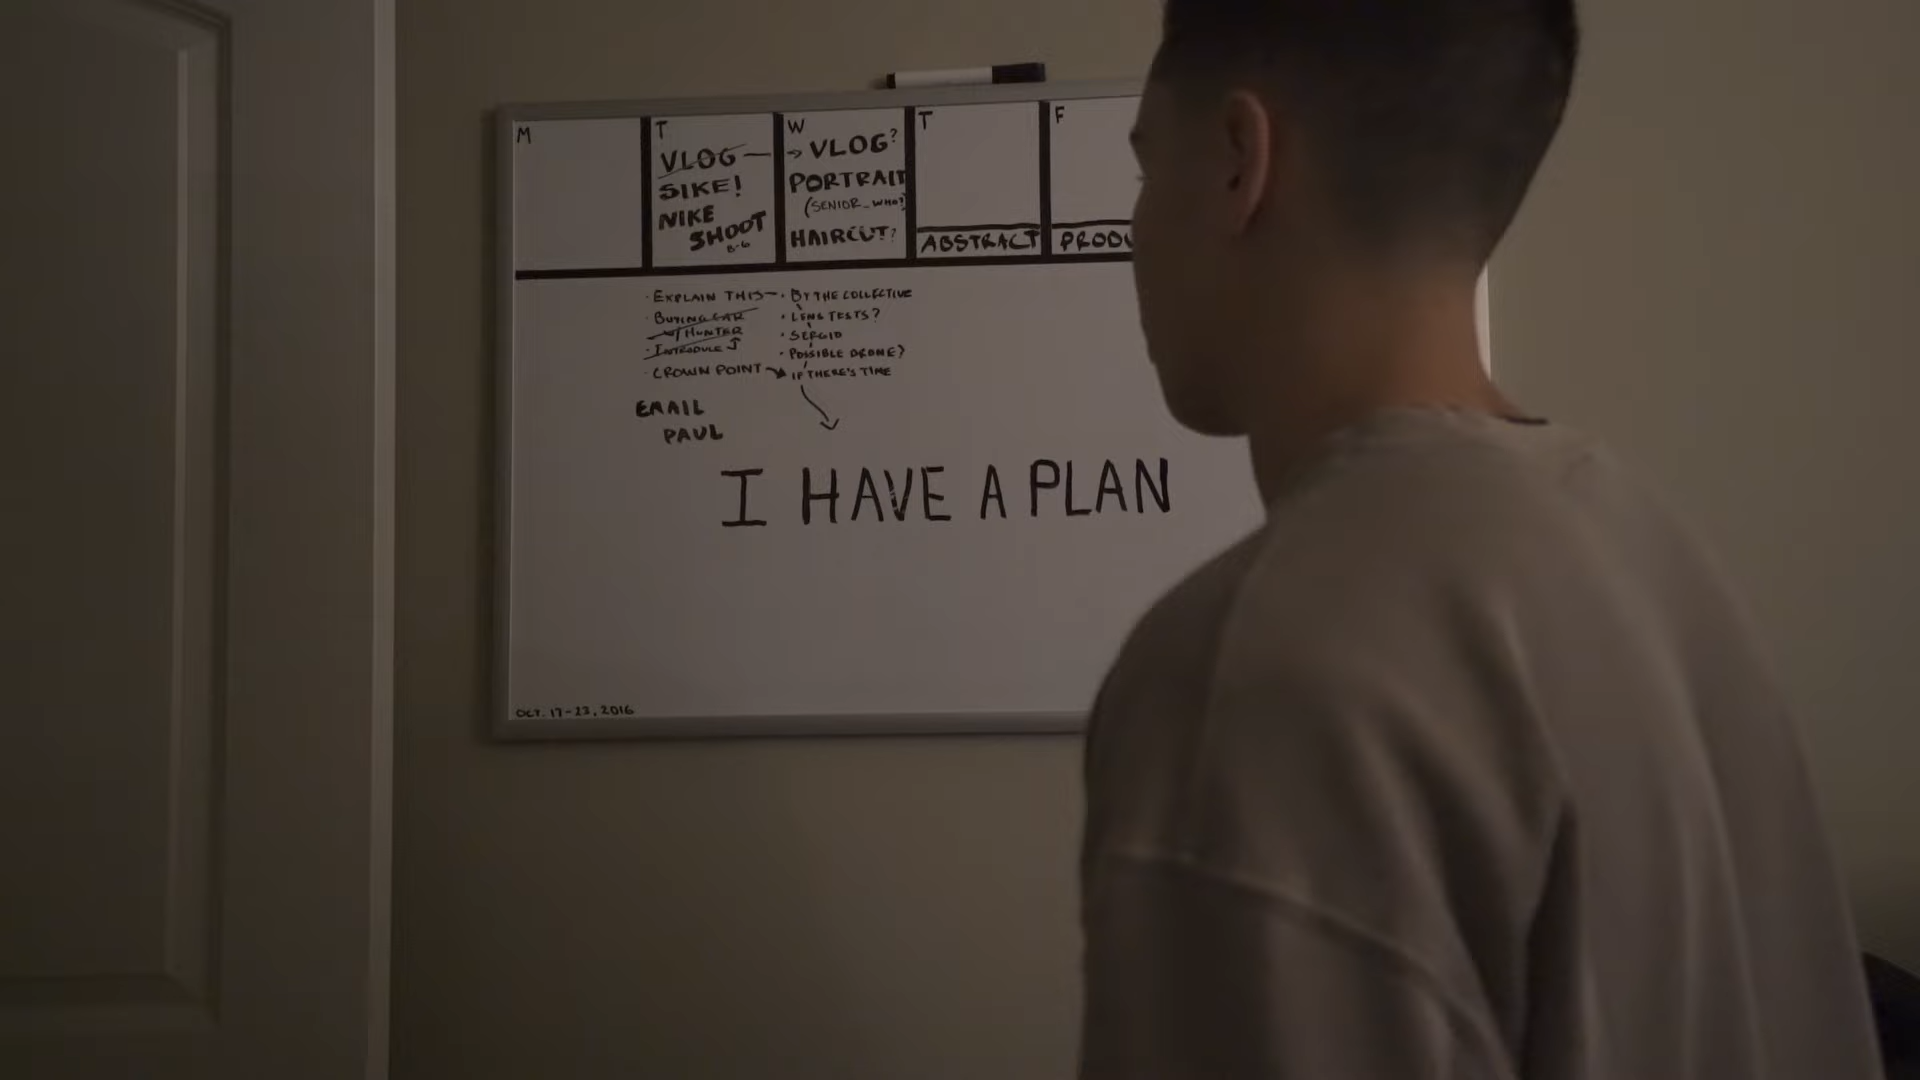 M
T
VLOG —
SIKE!
NIKE
SHOOT
W
→ VLOG?
PORTRAIT
(SENIOR_WHO?)
HAIRCUT?
T
ABSTRACT
F
PRODU
· EXPLAIN THIS —
· BUYING CAR
W/ HUNTER
· INTRODUCE
· CROWN POINT →
· BY THE COLLECTIVE
· LENS TESTS?
· SERGIO
· POSSIBLE DRONE?
IF THERE'S TIME
EMAIL
PAUL
I HAVE A PLAN
OCT. 17-23, 2016